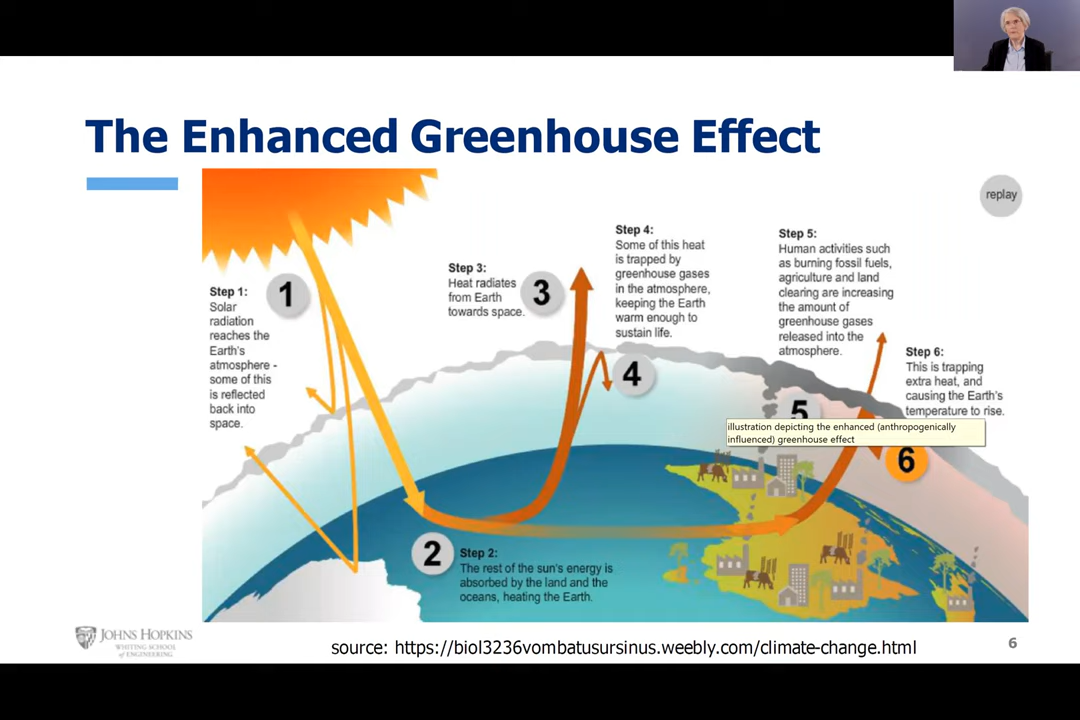 The Enhanced Greenhouse Effect
replay
Step 1:
Solar
radiation
reaches the
Earth's
atmosphere -
some of this
is reflected
back into
space.
1
Step 3:
Heat radiates
from Earth
towards space.
3
Step 4:
Some of this heat
is trapped by
greenhouse gases
in the atmosphere,
keeping the Earth
warm enough to
sustain life.
4
Step 5:
Human activities such
as burning fossil fuels,
agriculture and land
clearing are increasing
the amount of
greenhouse gases
released into the
atmosphere.
5
Step 6:
This is trapping
extra heat, and
causing the Earth's
temperature to rise.
illustration depicting the enhanced (anthropogenically
influenced) greenhouse effect
6
2
Step 2:
The rest of the sun's energy is
absorbed by the land and the
oceans, heating the Earth.
JOHNS HOPKINS
WHITING SCHOOL
of ENGINEERING
source: https://biol3236vombatusursinus.weebly.com/climate-change.html
6